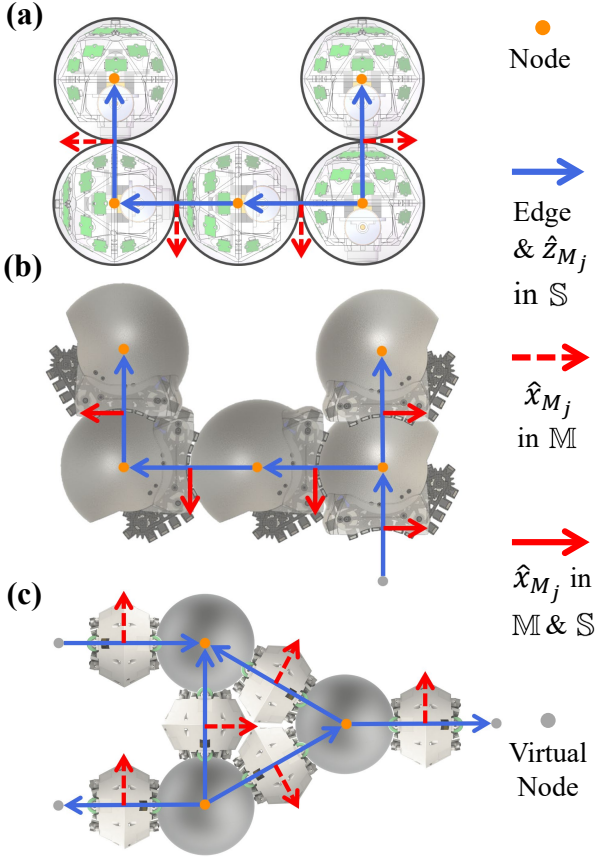 (a)
Node
Edge
& ẑ_{M_j}
in 𝕊
(b)
x̂_{M_j}
in 𝕄
x̂_{M_j} in
𝕄 & 𝕊
(c)
Virtual
Node